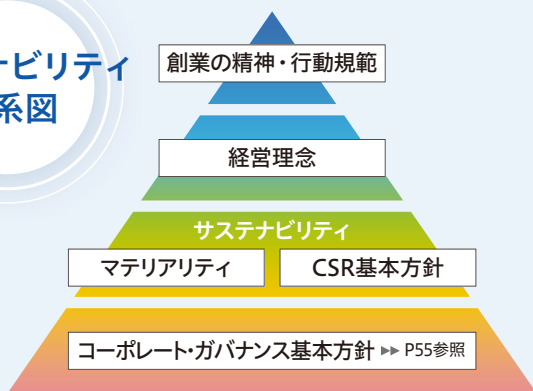 ナビリティ
系図
創業の精神・行動規範
経営理念
サステナビリティ
マテリアリティ
CSR基本方針
コーポレート・ガバナンス基本方針 ▶▶ P55参照